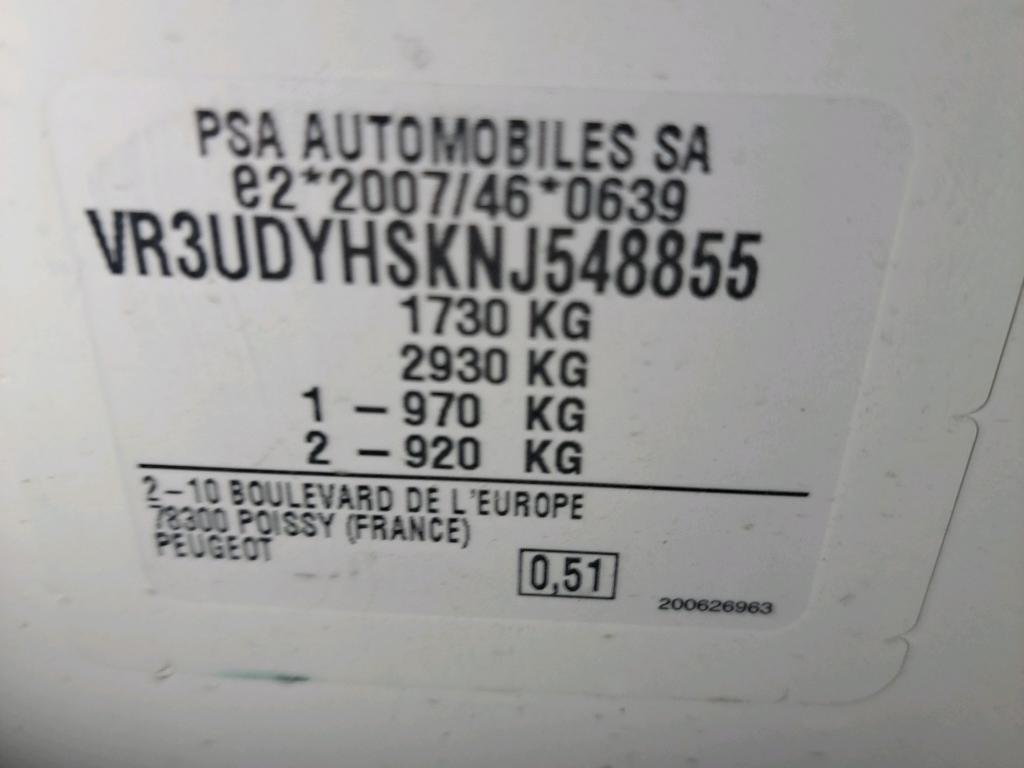 PSA AUTOMOBILES SA
e2*2007/46*0639
VR3UDYHSKNJ548855
1730 KG
2930 KG
1 – 970 KG
2 – 920 KG
2–10 BOULEVARD DE L'EUROPE
78300 POISSY (FRANCE)
PEUGEOT
0,51
200626963